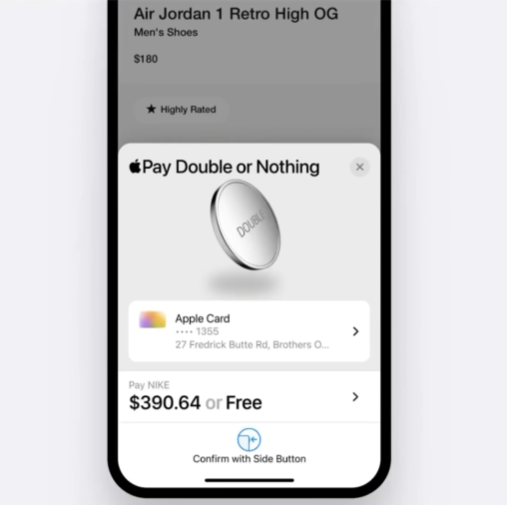 Air Jordan 1 Retro High OG
Men's Shoes
$180
★ Highly Rated
Pay Double or Nothing
DOUBLE
Apple Card
···· 1355
27 Fredrick Butte Rd, Brothers O...
Pay NIKE
$390.64 or Free
Confirm with Side Button